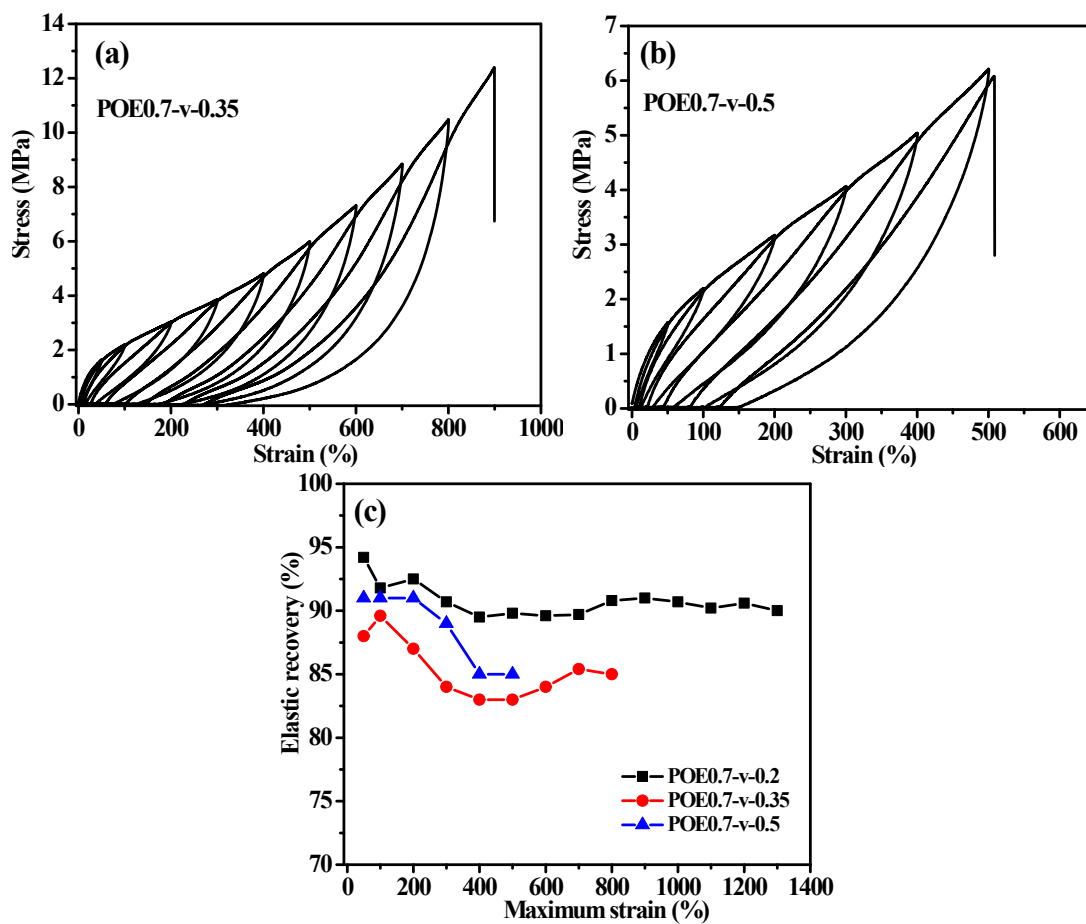 (a)
POE0.7-v-0.35
Stress (MPa)
14
12
10
8
6
4
2
0
0 200 400 600 800 1000
Strain (%)
(b)
POE0.7-v-0.5
Stress (MPa)
7
6
5
4
3
2
1
0
0 100 200 300 400 500 600
Strain (%)
(c)
Elastic recovery (%)
100
95
90
85
80
75
70
POE0.7-v-0.2
POE0.7-v-0.35
POE0.7-v-0.5
0 200 400 600 800 1000 1200 1400
Maximum strain (%)